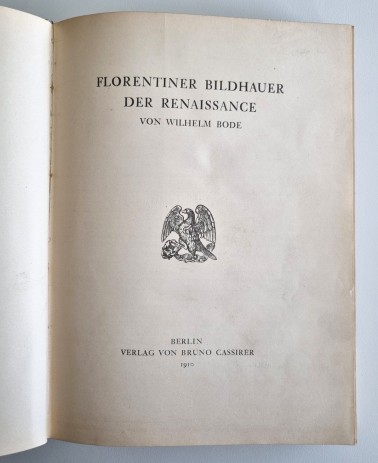 FLORENTINER BILDHAUER
DER RENAISSANCE
VON WILHELM BODE
BERLIN
VERLAG VON BRUNO CASSIRER
1910